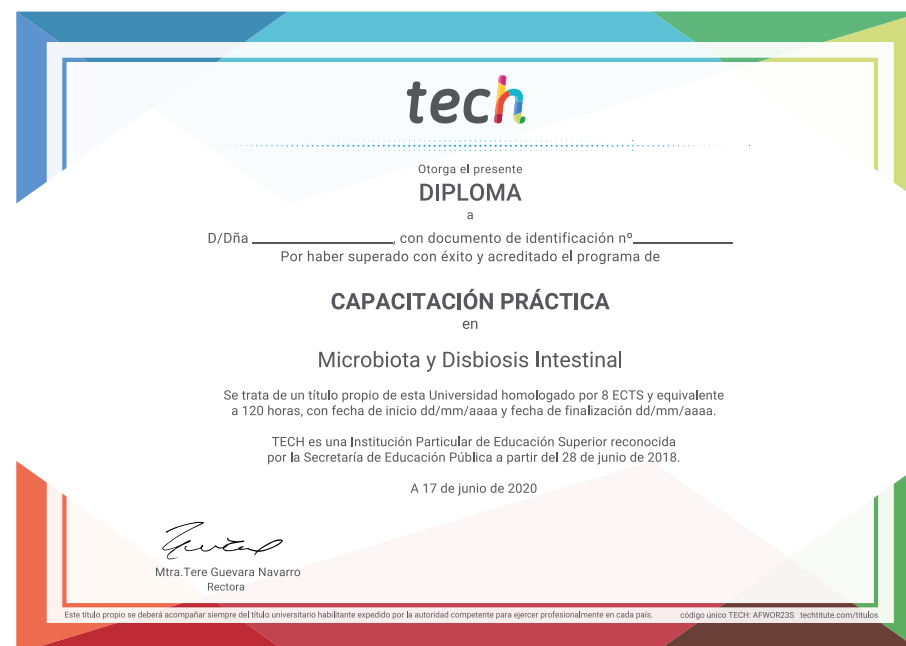 tech
Otorga el presente
DIPLOMA
a
D/Dña ____________________, con documento de identificación nº______________
Por haber superado con éxito y acreditado el programa de
CAPACITACIÓN PRÁCTICA
en
Microbiota y Disbiosis Intestinal
Se trata de un título propio de esta Universidad homologado por 8 ECTS y equivalente
a 120 horas, con fecha de inicio dd/mm/aaaa y fecha de finalización dd/mm/aaaa.
TECH es una Institución Particular de Educación Superior reconocida
por la Secretaría de Educación Pública a partir del 28 de junio de 2018.
A 17 de junio de 2020
Mtra.Tere Guevara Navarro
Rectora
Este título propio se deberá acompañar siempre del título universitario habilitante expedido por la autoridad competente para ejercer profesionalmente en cada país. código único TECH: AFWOR23S techtitute.com/titulos